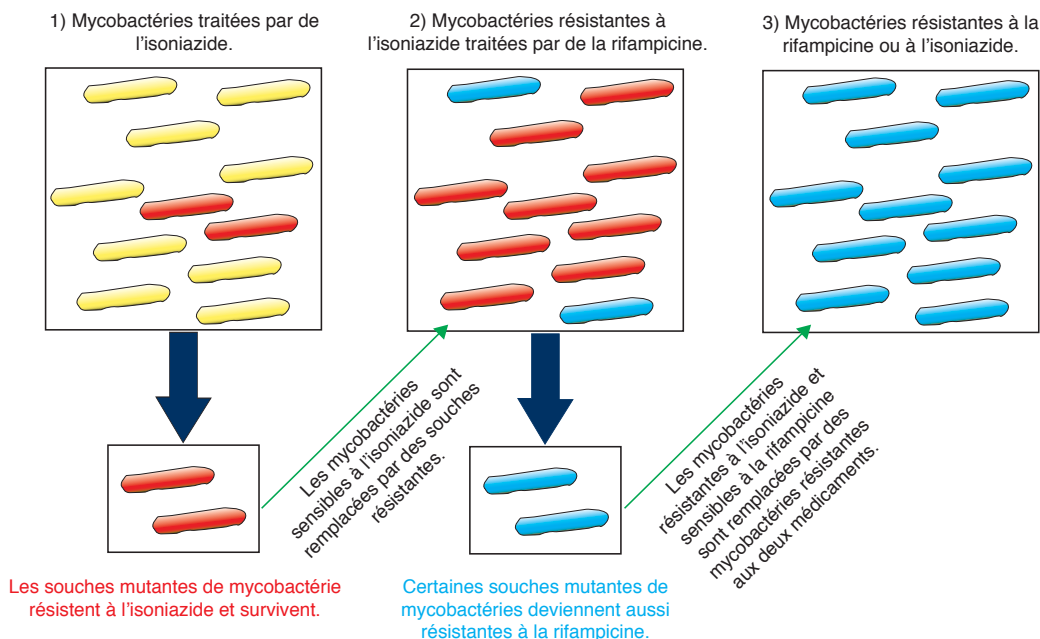 1) Mycobactéries traitées par de
l'isoniazide.
2) Mycobactéries résistantes à
l'isoniazide traitées par de la rifampicine.
3) Mycobactéries résistantes à la
rifampicine ou à l'isoniazide.
Les mycobactéries
sensibles à l'isoniazide sont
remplacées par des souches
résistantes.
Les mycobactéries
résistantes à l'isoniazide et
sensibles à la rifampicine
sont remplacées par des
mycobactéries résistantes
aux deux médicaments.
Les souches mutantes de mycobactérie
résistent à l'isoniazide et survivent.
Certaines souches mutantes de
mycobactéries deviennent aussi
résistantes à la rifampicine.